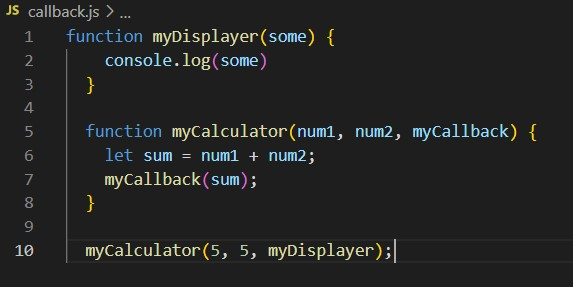 JS callback.js > ...
1 function myDisplayer(some) {
2 console.log(some)
3 }
4
5 function myCalculator(num1, num2, myCallback) {
6 let sum = num1 + num2;
7 myCallback(sum);
8 }
9
10 myCalculator(5, 5, myDisplayer);